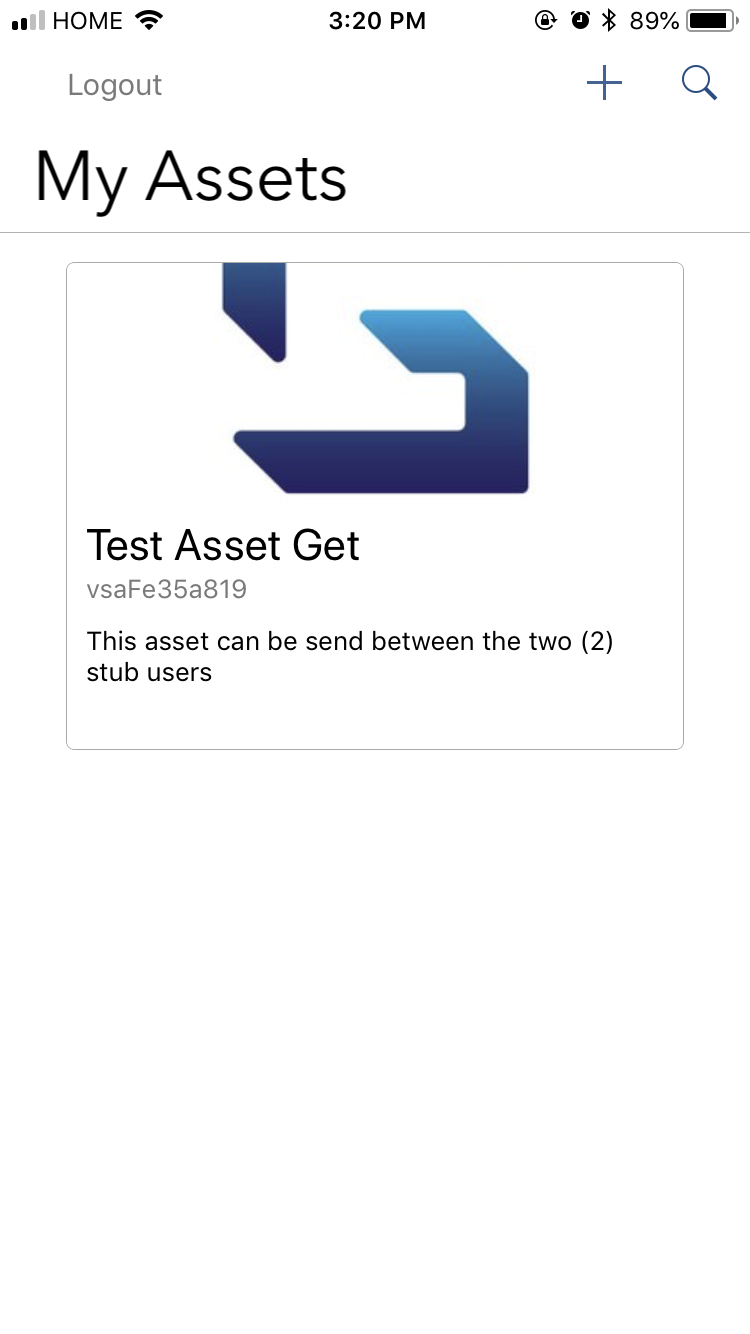 HOME 3:20 PM 89%
Logout
My Assets
Test Asset Get
vsaFe35a819
This asset can be send between the two (2)
stub users